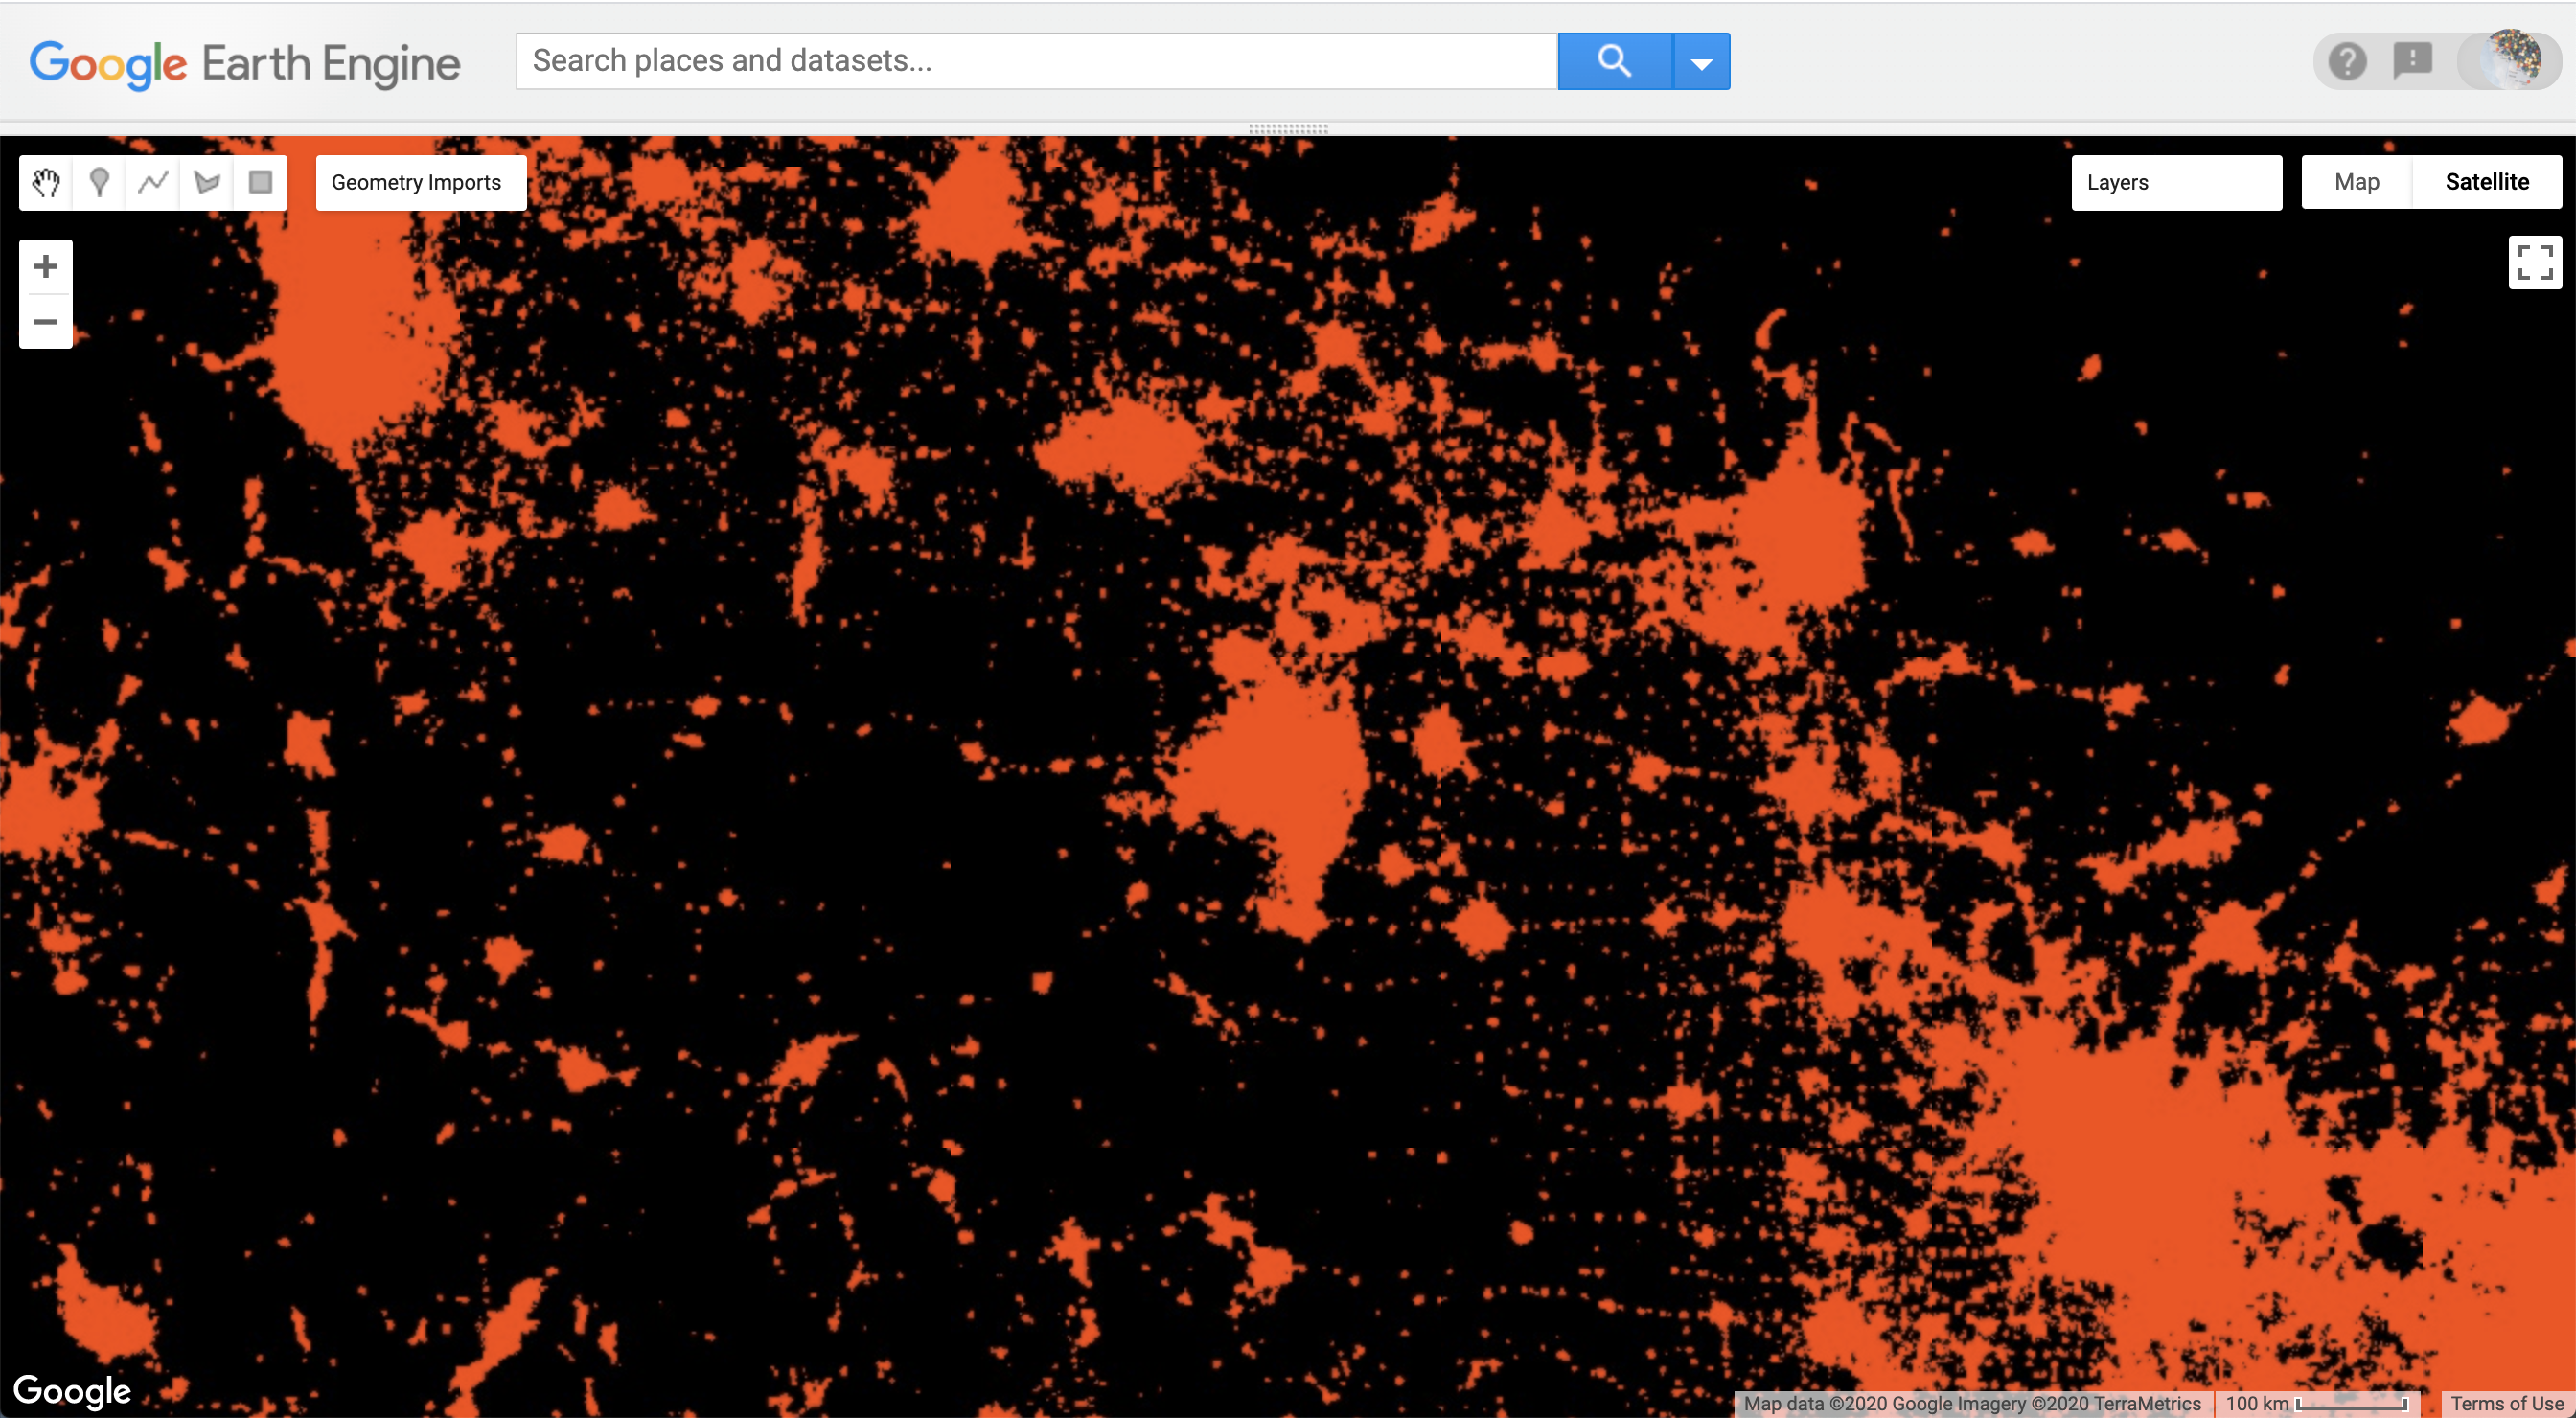 Google Earth Engine
Search places and datasets...
Geometry Imports
Layers
Map
Satellite
Google
Map data ©2020 Google Imagery ©2020 TerraMetrics
100 km
Terms of Use